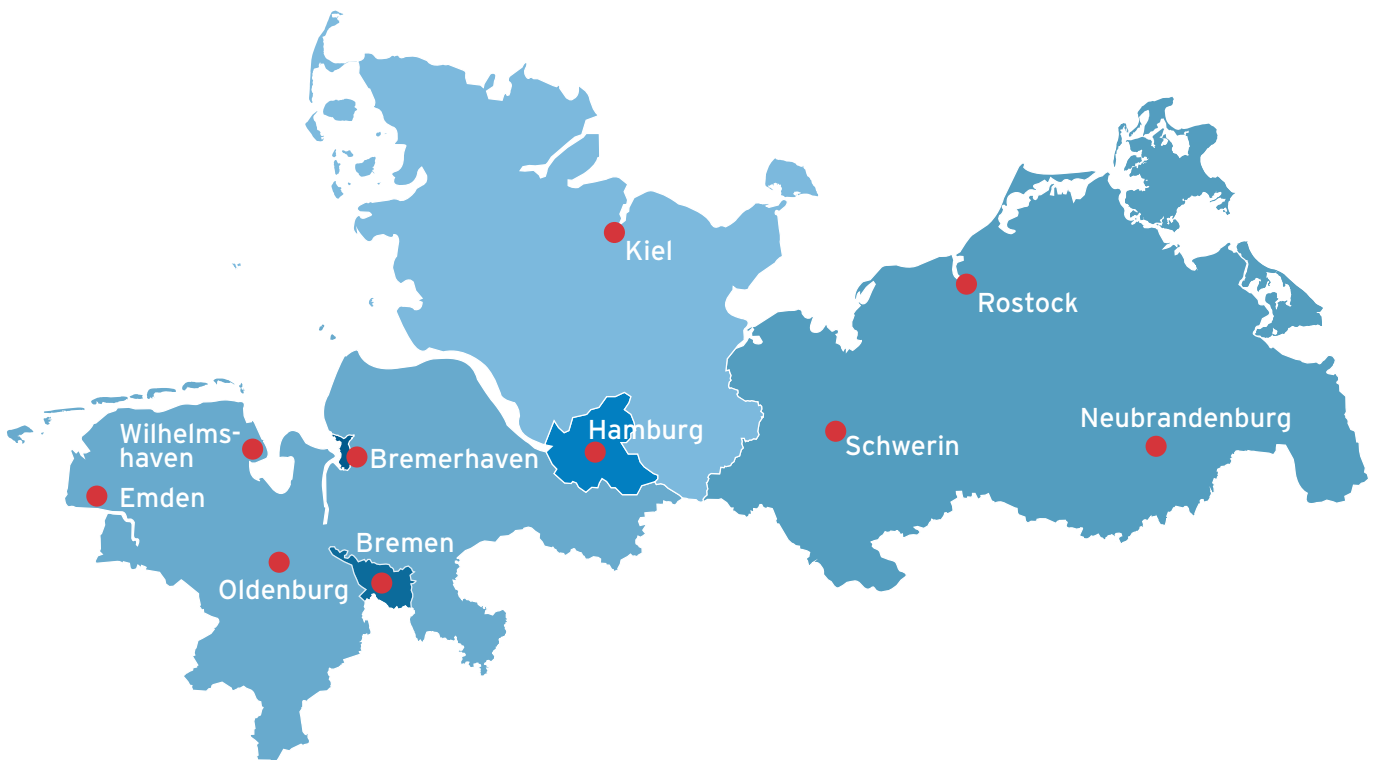 Kiel
Rostock
Neubrandenburg
Hamburg
Wilhelms-
haven
Schwerin
Bremerhaven
Emden
Bremen
Oldenburg